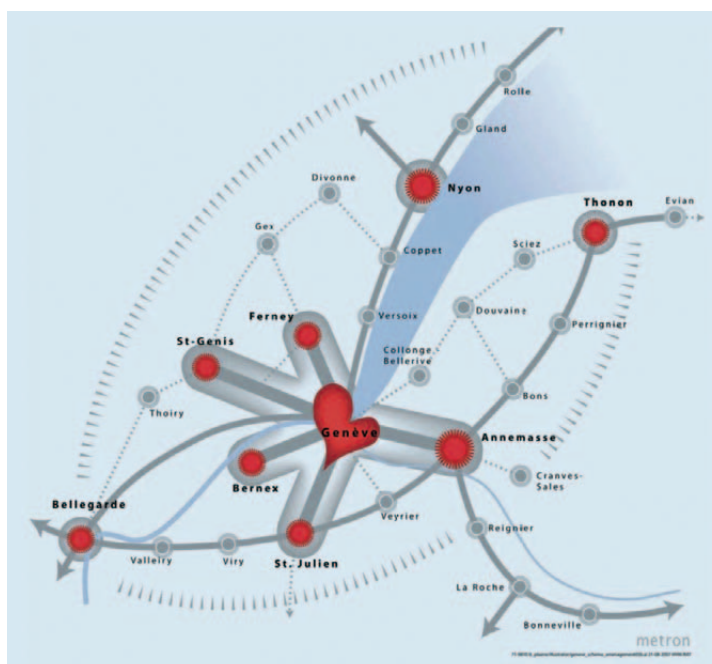 Rolle
Gland
Divonne
Nyon
Thonon
Evian
Gex
Coppet
Sciez
Ferney
Versoix
Douvaine
Perrignier
St-Genis
Collonge
Bellerive
Thoiry
Bons
Genève
Annemasse
Bernex
Cranves-
Sales
Bellegarde
Veyrier
Reignier
Valleiry
Viry
St. Julien
La Roche
Bonneville
metron